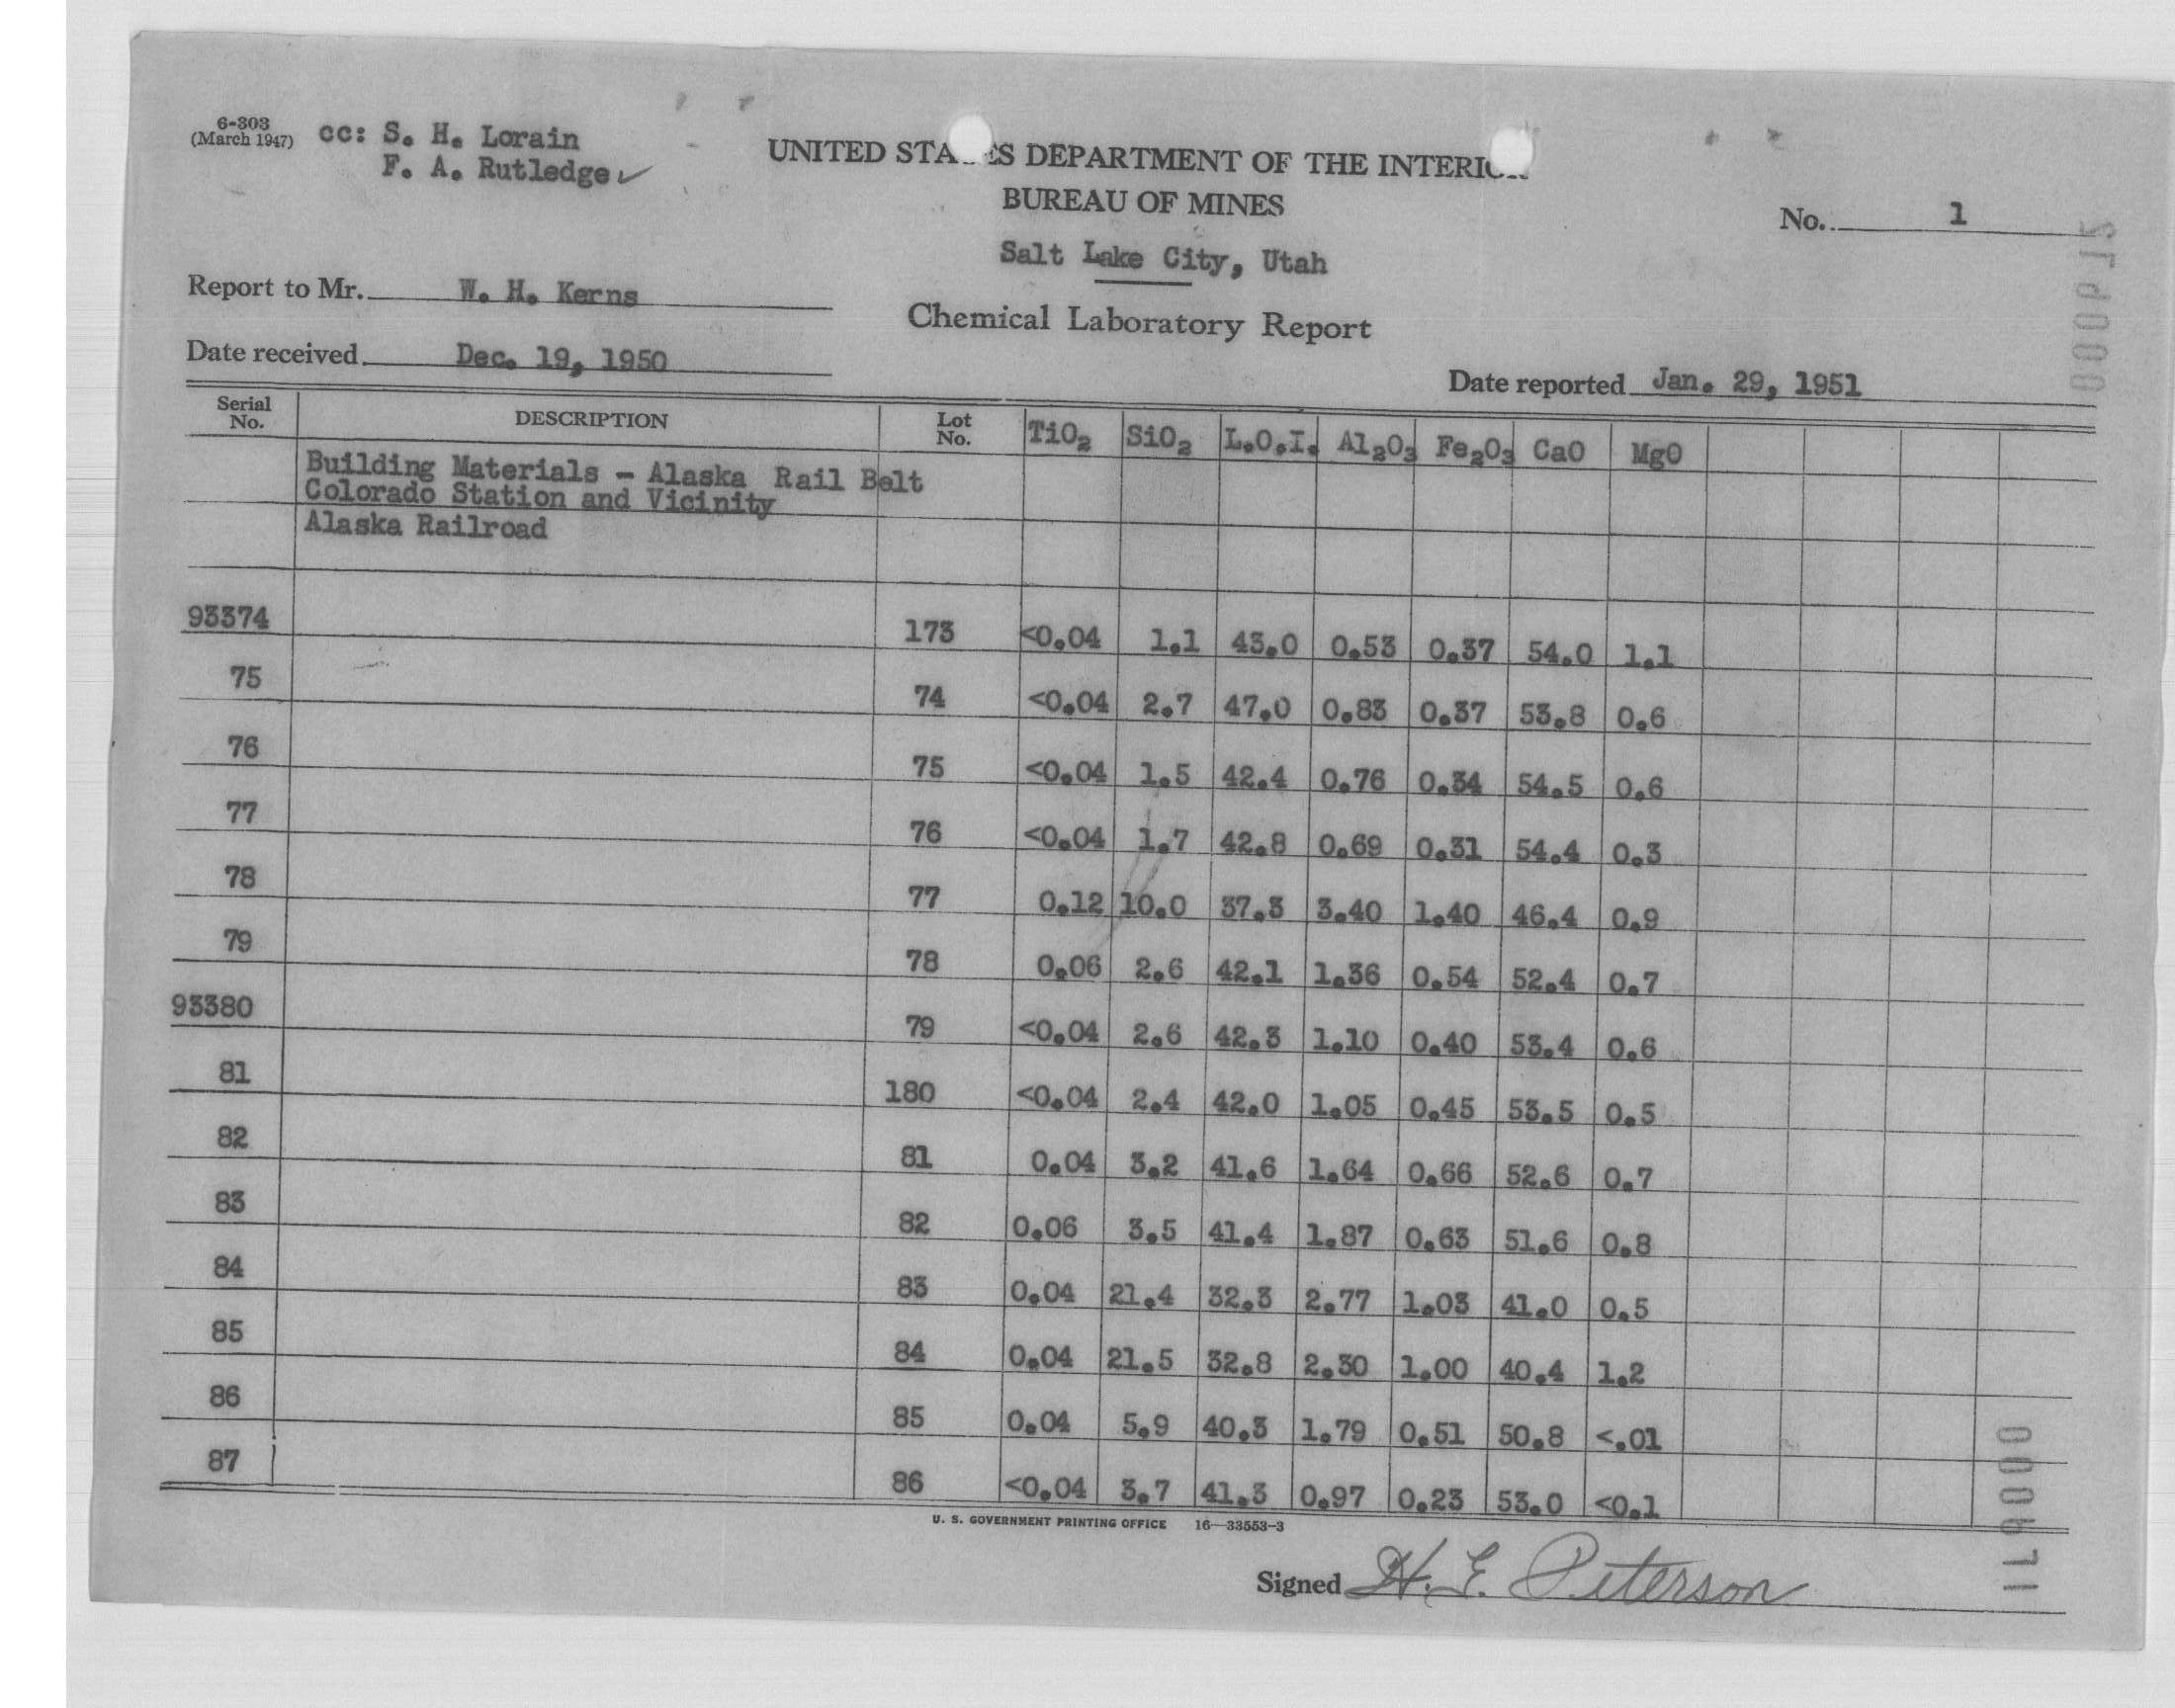 6-303
(March 1947)
cc: S. H. Lorain
F. A. Rutledge ✓
UNITED STATES DEPARTMENT OF THE INTERIOR
BUREAU OF MINES
No. 1
Salt Lake City, Utah
Report to Mr. W. H. Kerns
Chemical Laboratory Report
Date received Dec. 19, 1950
Date reported Jan. 29, 1951
Serial No. DESCRIPTION Lot No. TiO2 SiO2 L.O.I. Al2O3 Fe2O3 CaO MgO
Building Materials - Alaska Rail Belt
Colorado Station and Vicinity
Alaska Railroad
93374 173 <0.04 1.1 43.0 0.53 0.37 54.0 1.1
75 74 <0.04 2.7 47.0 0.83 0.37 53.8 0.6
76 75 <0.04 1.5 42.4 0.76 0.34 54.5 0.6
77 76 <0.04 1.7 42.8 0.69 0.31 54.4 0.3
78 77 0.12 10.0 37.3 3.40 1.40 46.4 0.9
79 78 0.06 2.6 42.1 1.36 0.54 52.4 0.7
93380 79 <0.04 2.6 42.3 1.10 0.40 53.4 0.6
81 180 <0.04 2.4 42.0 1.05 0.45 53.5 0.5
82 81 0.04 3.2 41.6 1.64 0.66 52.6 0.7
83 82 0.06 3.5 41.4 1.87 0.63 51.6 0.8
84 83 0.04 21.4 32.3 2.77 1.03 41.0 0.5
85 84 0.04 21.5 32.8 2.30 1.00 40.4 1.2
86 85 0.04 5.9 40.3 1.79 0.51 50.8 <.01
87 86 <0.04 3.7 41.3 0.97 0.23 53.0 <0.1
U. S. GOVERNMENT PRINTING OFFICE 16—33553-3
Signed H. E. Peterson
000612
000611